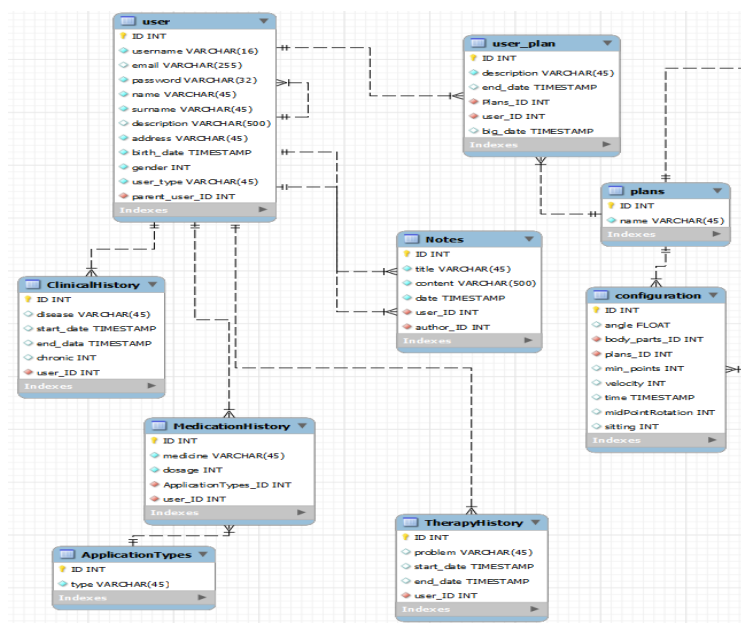 user
ID INT
username VARCHAR(16)
email VARCHAR(255)
password VARCHAR(32)
name VARCHAR(45)
surname VARCHAR(45)
description VARCHAR(500)
address VARCHAR(45)
birth_date TIMESTAMP
gender INT
user_type VARCHAR(45)
parent_user_ID INT
Indexes
user_plan
ID INT
description VARCHAR(45)
end_date TIMESTAMP
Plans_ID INT
user_ID INT
big_date TIMESTAMP
Indexes
plans
ID INT
name VARCHAR(45)
Indexes
Notes
ID INT
title VARCHAR(45)
content VARCHAR(500)
date TIMESTAMP
user_ID INT
author_ID INT
Indexes
ClinicalHistory
ID INT
disease VARCHAR(45)
start_date TIMESTAMP
end_data TIMESTAMP
chronic INT
user_ID INT
Indexes
configuration
ID INT
angle FLOAT
body_parts_ID INT
plans_ID INT
min_points INT
velocity INT
time TIMESTAMP
midPointRotation INT
sitting INT
Indexes
MedicationHistory
ID INT
medicine VARCHAR(45)
dosage INT
ApplicationTypes_ID INT
user_ID INT
Indexes
TherapyHistory
ID INT
problem VARCHAR(45)
start_date TIMESTAMP
end_date TIMESTAMP
user_ID INT
Indexes
ApplicationTypes
ID INT
type VARCHAR(45)
Indexes